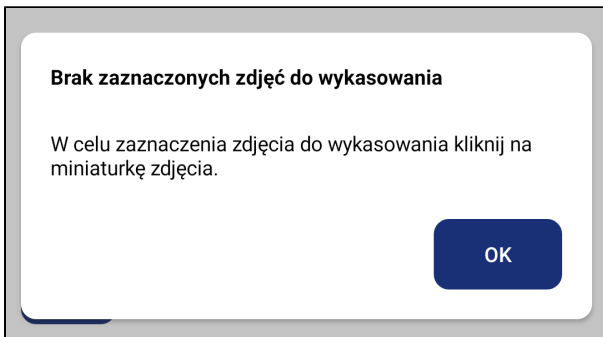 Brak zaznaczonych zdjęć do wykasowania
W celu zaznaczenia zdjęcia do wykasowania kliknij na
miniaturkę zdjęcia.
OK